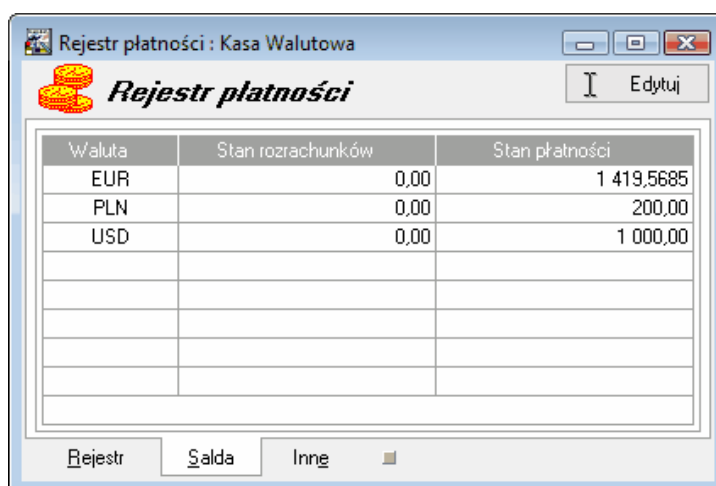 Rejestr płatności : Kasa Walutowa
Rejestr płatności
Edytuj
Waluta Stan rozrachunków Stan płatności
EUR 0,00 1 419,5685
PLN 0,00 200,00
USD 0,00 1 000,00
Rejestr Salda Inne